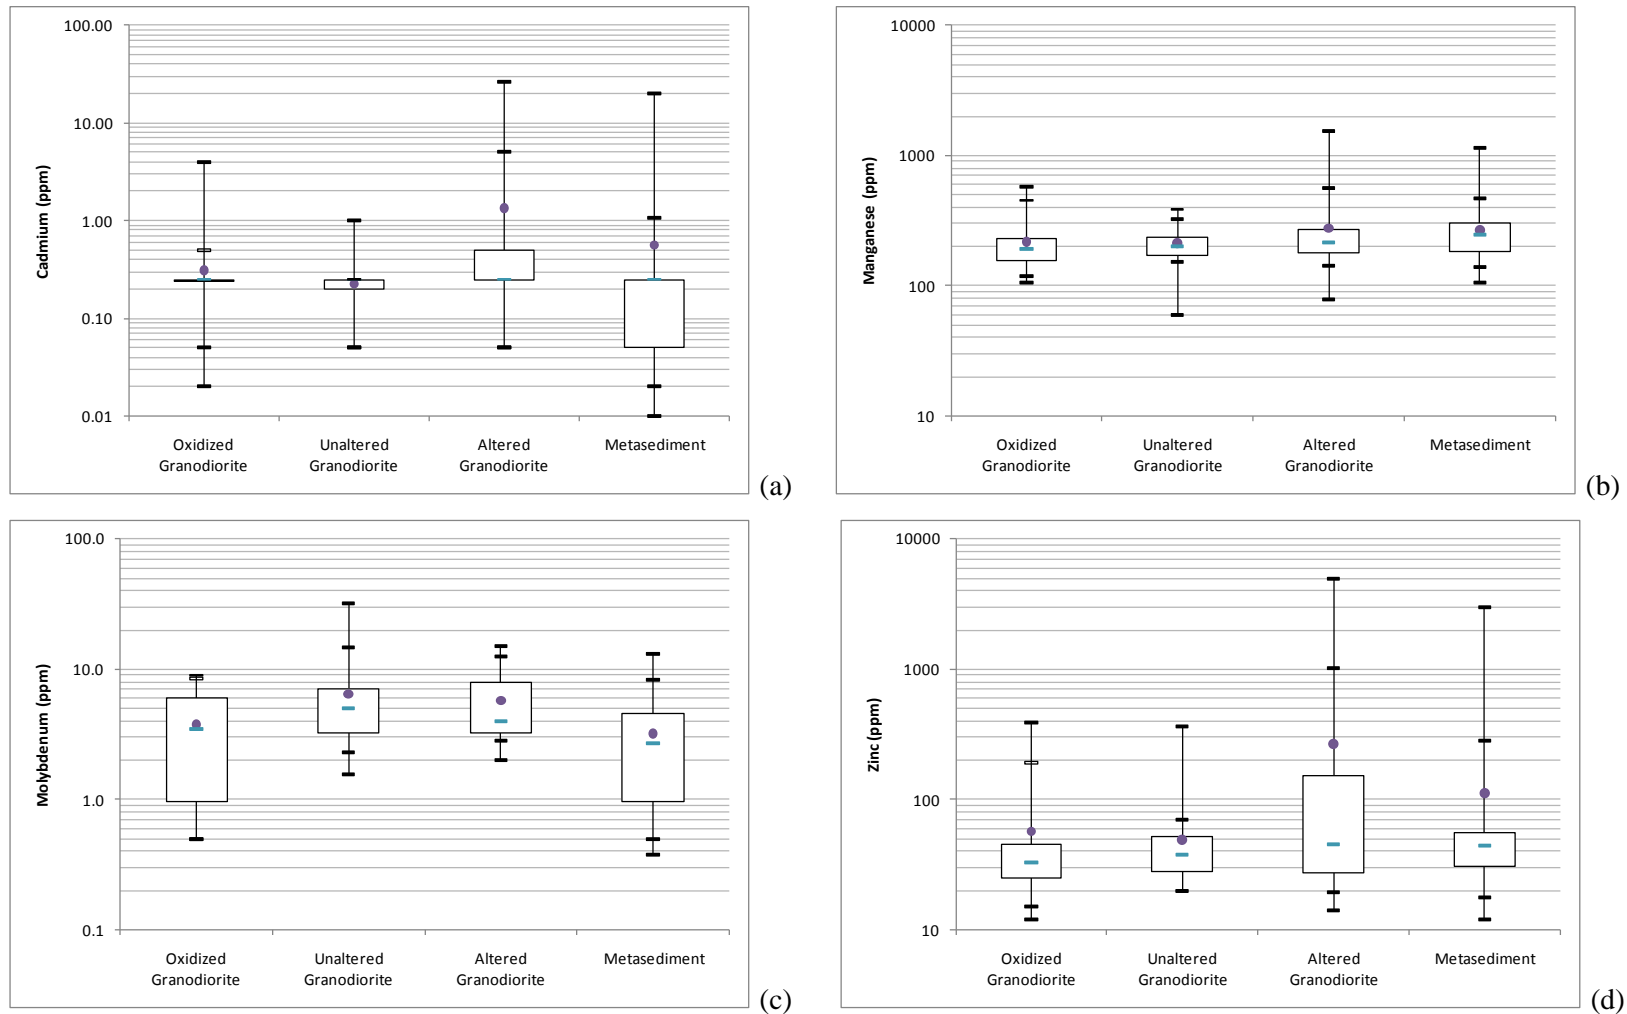 100.00
10.00
1.00
0.10
0.01
Cadmium (ppm)
Oxidized
Granodiorite
Unaltered
Granodiorite
Altered
Granodiorite
Metasediment
(a)
10000
1000
100
10
Manganese (ppm)
Oxidized
Granodiorite
Unaltered
Granodiorite
Altered
Granodiorite
Metasediment
(b)
100.0
10.0
1.0
0.1
Molybdenum (ppm)
Oxidized
Granodiorite
Unaltered
Granodiorite
Altered
Granodiorite
Metasediment
(c)
10000
1000
100
10
Zinc (ppm)
Oxidized
Granodiorite
Unaltered
Granodiorite
Altered
Granodiorite
Metasediment
(d)